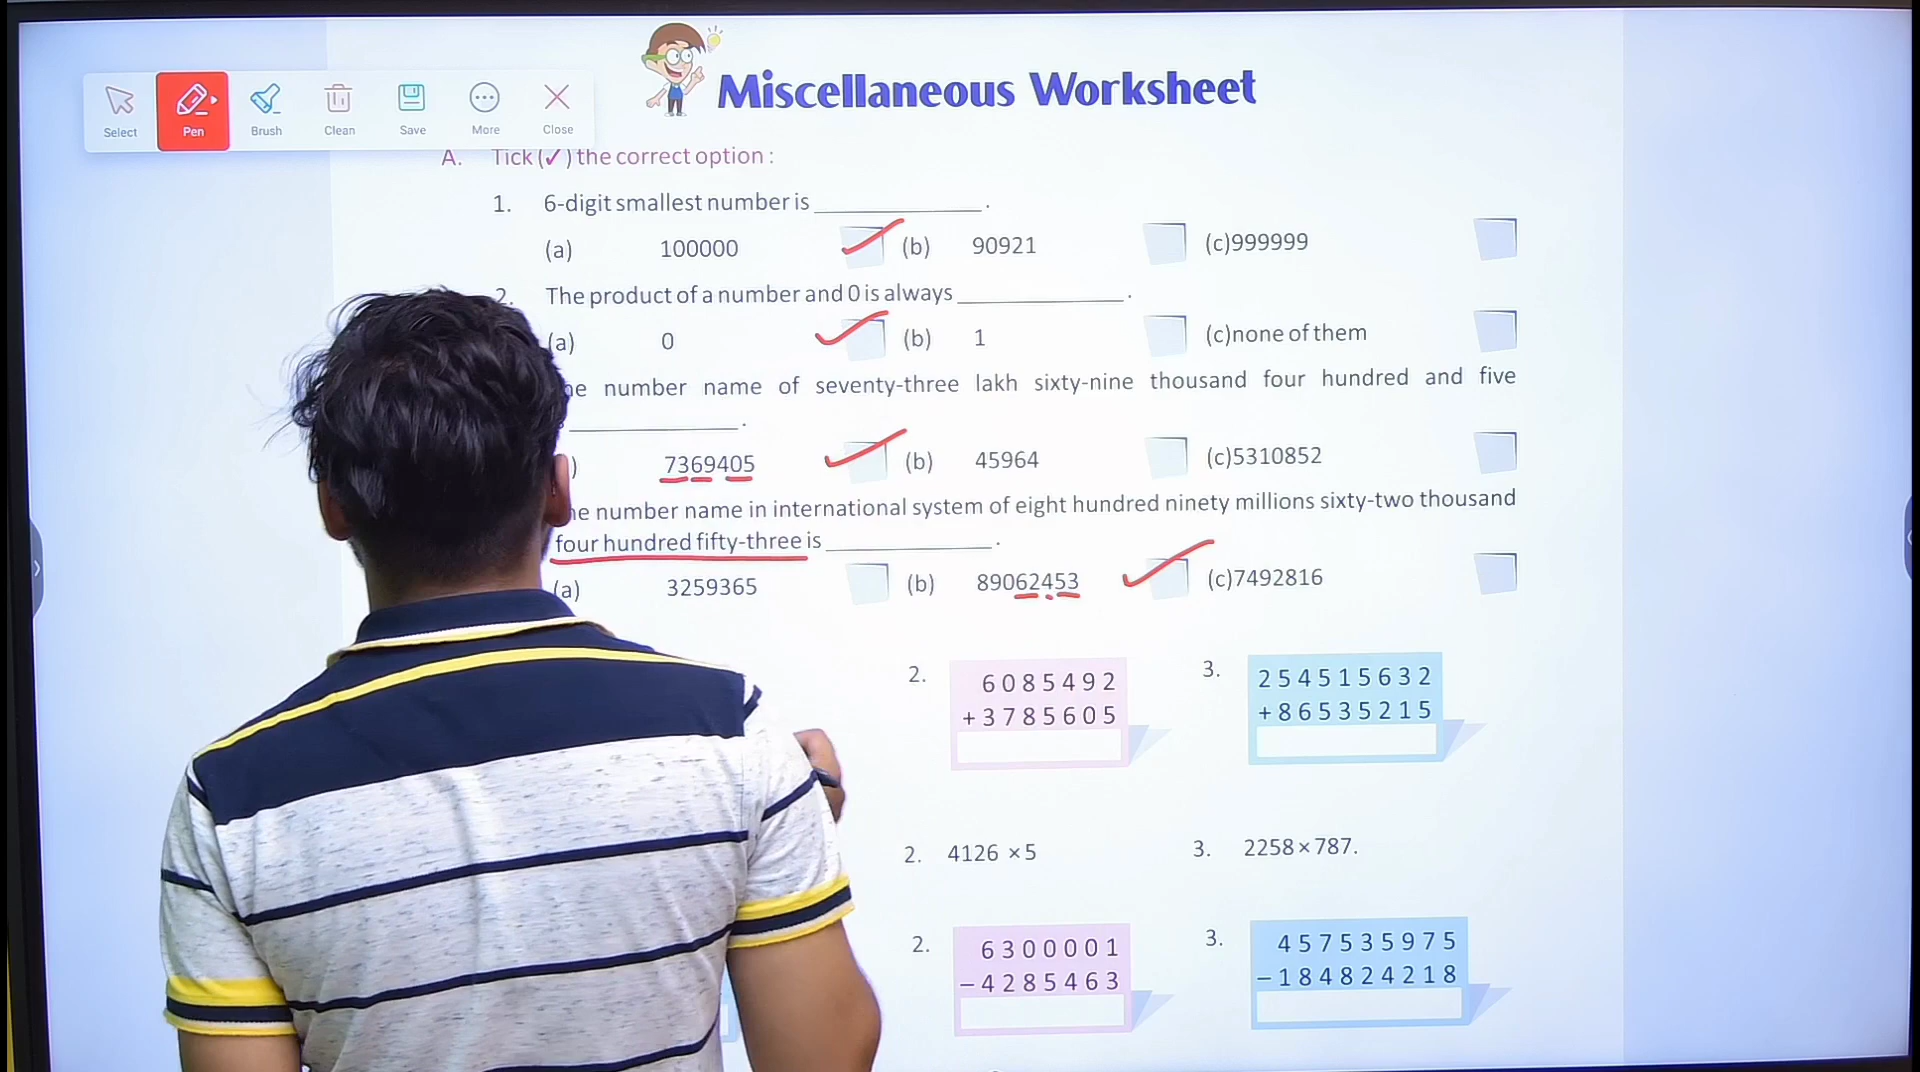 Miscellaneous Worksheet
Select Pen Brush Clean Save More Close
A. Tick (✓) the correct option :
1. 6-digit smallest number is ____________ .
(a) 100000 (b) 90921 (c)999999
2. The product of a number and 0 is always ____________ .
(a) 0 (b) 1 (c)none of them
number name of seventy-three lakh sixty-nine thousand four hundred and five
____________ .
) 7369405 (b) 45964 (c)5310852
number name in international system of eight hundred ninety millions sixty-two thousand
four hundred fifty-three is ____________ .
(a) 3259365 (b) 89062453 (c)7492816
2. 6085492 3. 254515632
+3785605 +86535215
2. 4126 ×5 3. 2258×787.
2. 6300001 3. 457535975
–4285463 –184824218